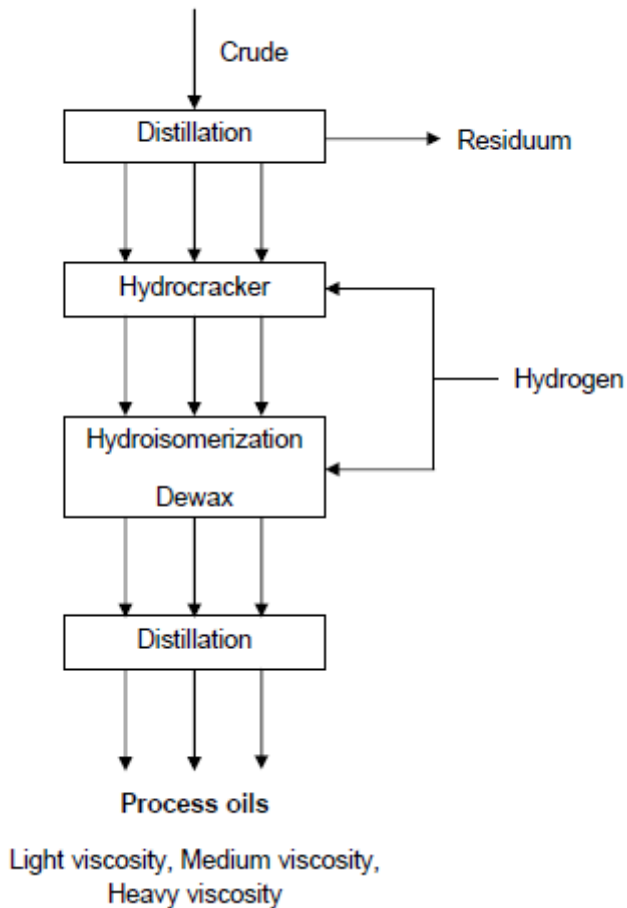 Crude
Distillation
Residuum
Hydrocracker
Hydrogen
Hydroisomerization
Dewax
Distillation
Process oils
Light viscosity, Medium viscosity,
Heavy viscosity